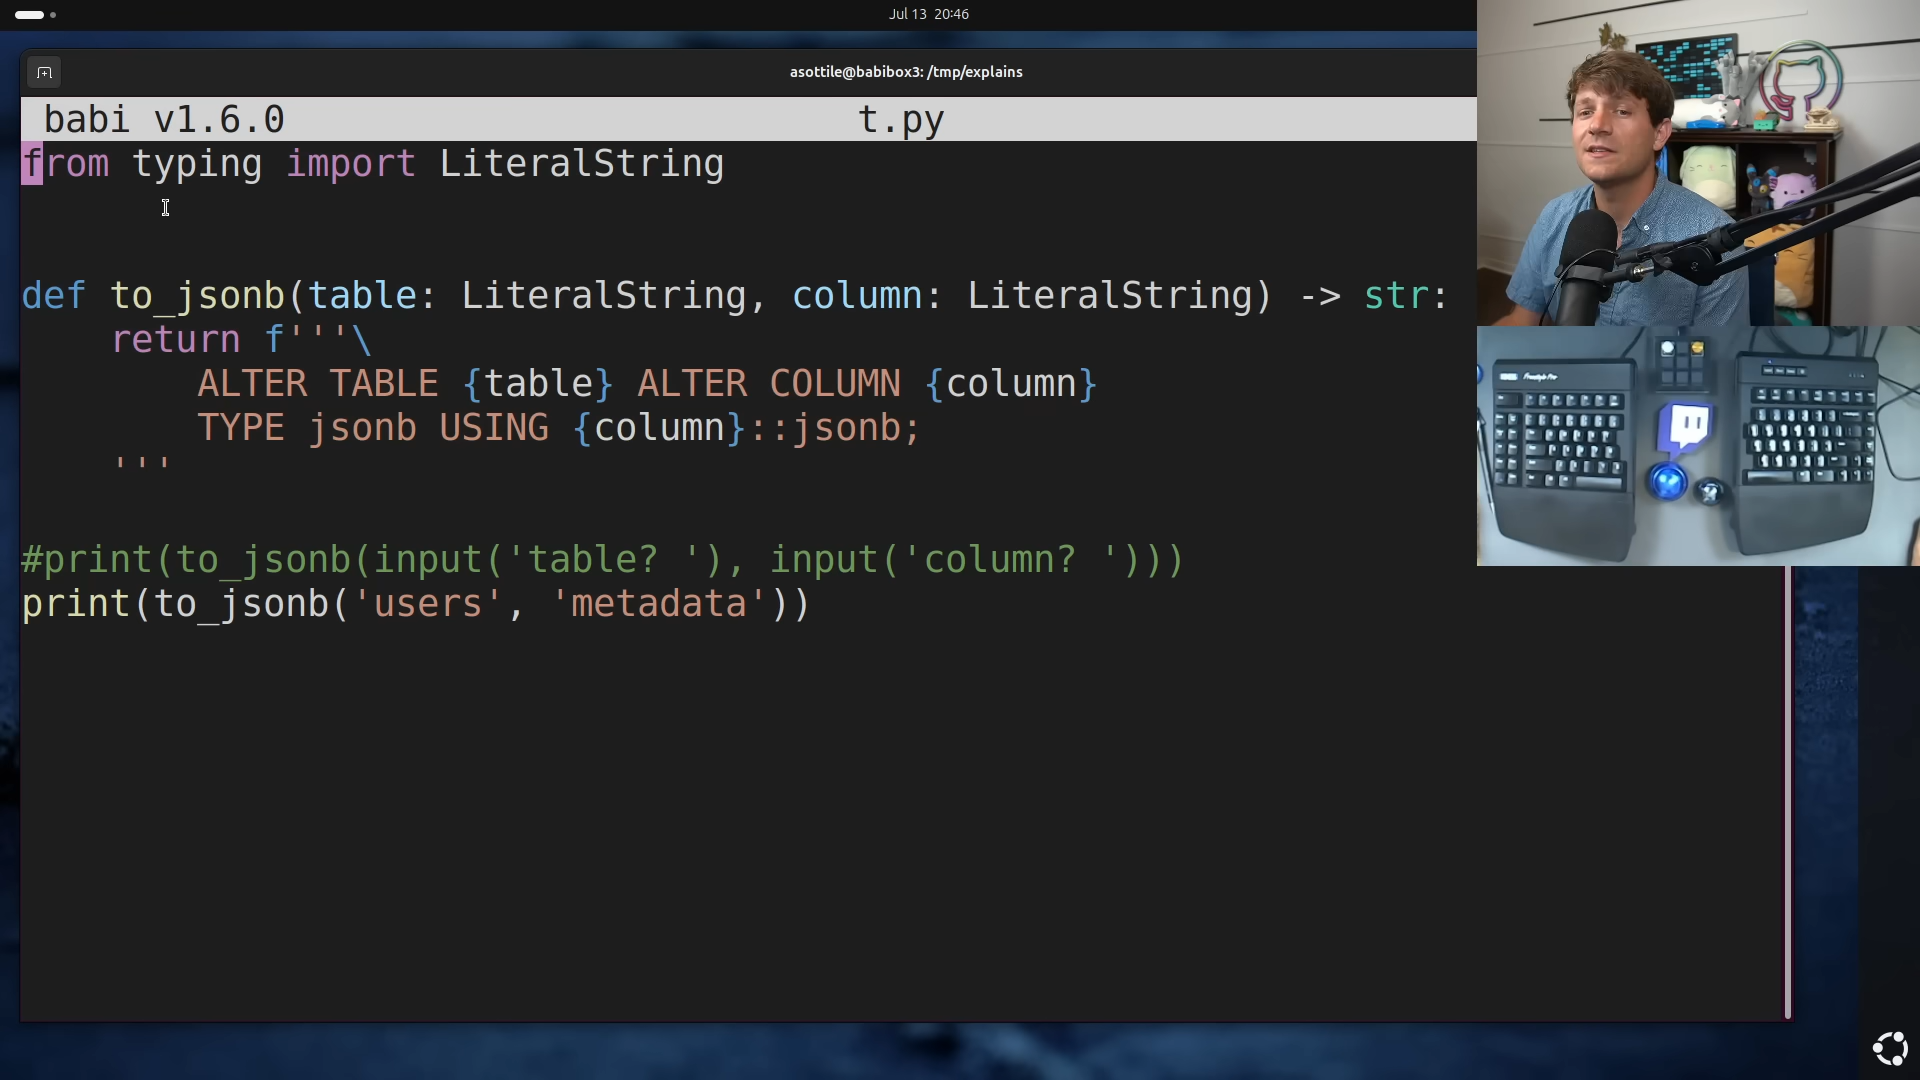 Jul 13 20:46
asottile@babibox3: /tmp/explains
babi v1.6.0 t.py
from typing import LiteralString
def to_jsonb(table: LiteralString, column: LiteralString) -> str:
    return f'''\
        ALTER TABLE {table} ALTER COLUMN {column}
        TYPE jsonb USING {column}::jsonb;
    '''
#print(to_jsonb(input('table? '), input('column? ')))
print(to_jsonb('users', 'metadata'))